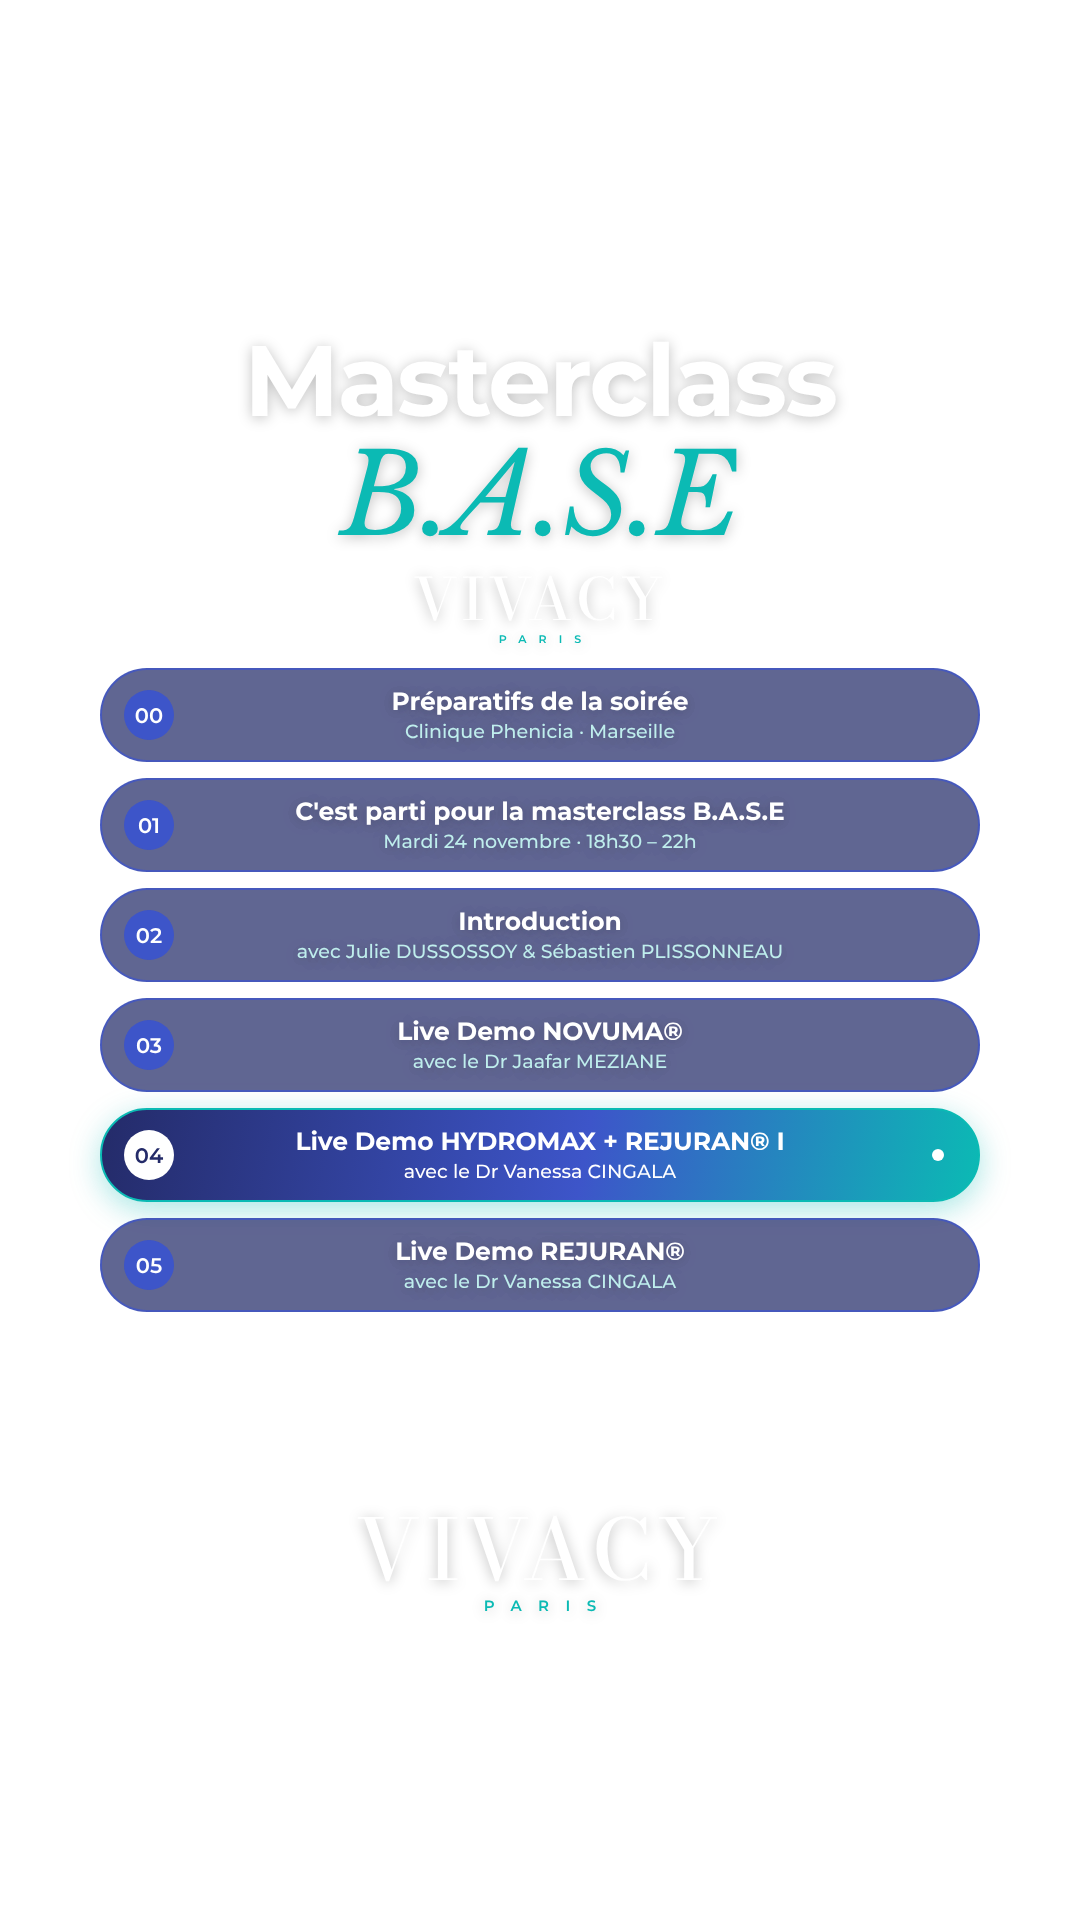 Masterclass
B.A.S.E
VIVACY
PARIS
00
Préparatifs de la soirée
Clinique Phenicia · Marseille
01
C'est parti pour la masterclass B.A.S.E
Mardi 24 novembre · 18h30 – 22h
02
Introduction
avec Julie DUSSOSSOY & Sébastien PLISSONNEAU
03
Live Demo NOVUMA®
avec le Dr Jaafar MEZIANE
04
Live Demo HYDROMAX + REJURAN® I
avec le Dr Vanessa CINGALA
05
Live Demo REJURAN®
avec le Dr Vanessa CINGALA
VIVACY
PARIS